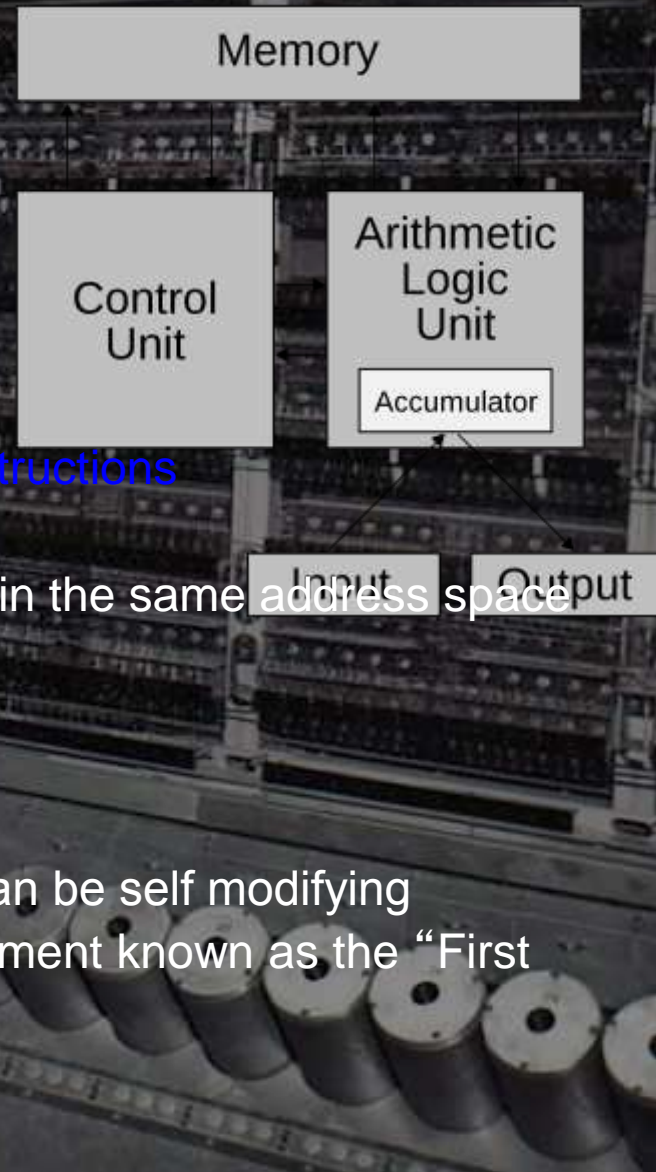 Memory
Control
Unit
Arithmetic
Logic
Unit
Accumulator
tructions
Input
Output
in the same address space
an be self modifying
ment known as the “First